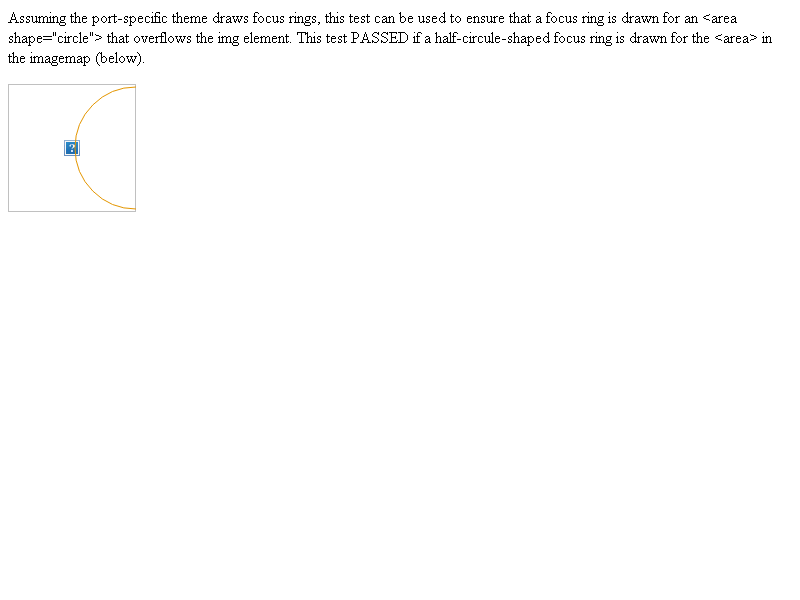 Assuming the port-specific theme draws focus rings, this test can be used to ensure that a focus ring is drawn for an <area
shape="circle"> that overflows the img element. This test PASSED if a half-circule-shaped focus ring is drawn for the <area> in
the imagemap (below).
?